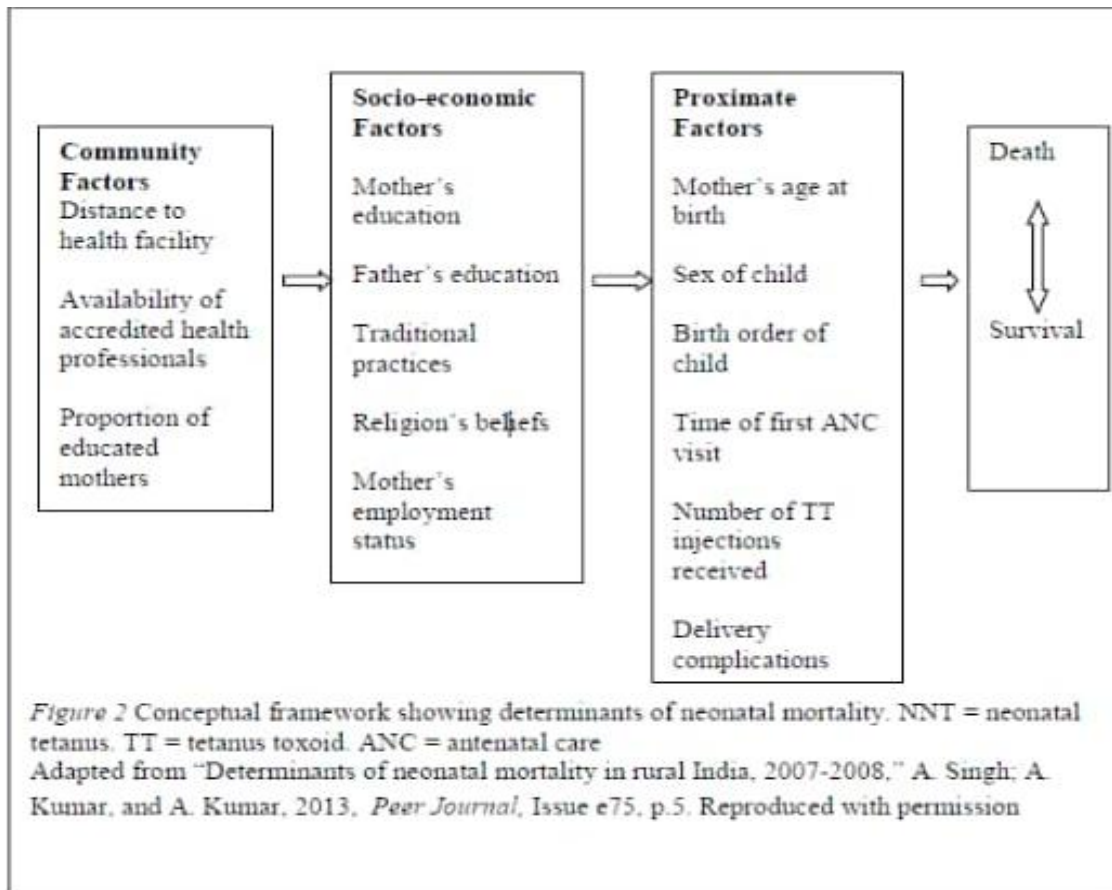 Community
Factors
Distance to
health facility
Availability of
accredited health
professionals
Proportion of
educated
mothers
Socio-economic
Factors
Mother's
education
Father's education
Traditional
practices
Religion's beliefs
Mother's
employment
status
Proximate
Factors
Mother's age at
birth
Sex of child
Birth order of
child
Time of first ANC
visit
Number of TT
injections
received
Delivery
complications
Death
Survival
Figure 2 Conceptual framework showing determinants of neonatal mortality. NNT = neonatal
tetanus. TT = tetanus toxoid. ANC = antenatal care
Adapted from “Determinants of neonatal mortality in rural India, 2007-2008,” A. Singh; A.
Kumar, and A. Kumar, 2013, Peer Journal, Issue e75, p.5. Reproduced with permission